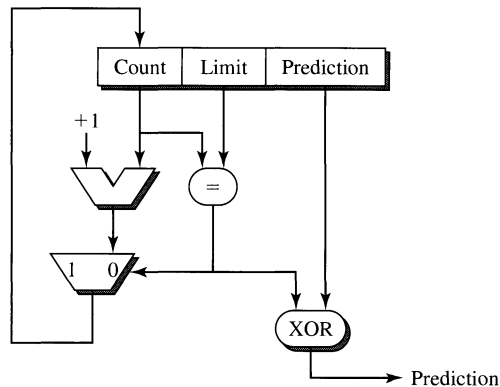 Count Limit Prediction
+1
=
1 0
XOR
Prediction